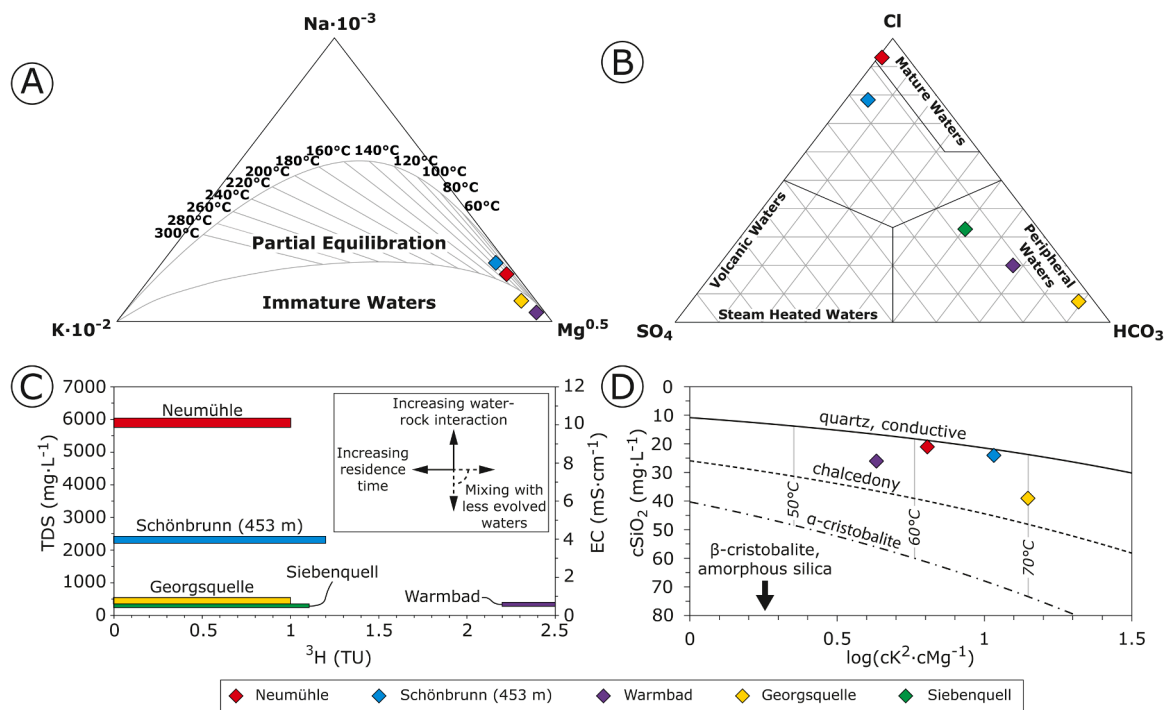 A
Na·10⁻³
300°C
280°C
260°C
240°C
220°C
200°C
180°C
160°C
140°C
120°C
100°C
80°C
60°C
Partial Equilibration
Immature Waters
K·10⁻²
Mg⁰·⁵
B
Cl
Mature Waters
Volcanic Waters
Peripheral
Waters
Steam Heated Waters
SO₄
HCO₃
C
TDS (mg·L⁻¹)
7000
6000
5000
4000
3000
2000
1000
0
Neumühle
Schönbrunn (453 m)
Georgsquelle
Siebenquell
Warmbad
Increasing water-
rock interaction
Increasing
residence
time
Mixing with
less evolved
waters
12
10
8
6
4
2
0
EC (mS·cm⁻¹)
0
0.5
1
1.5
2
2.5
³H (TU)
D
cSiO₂ (mg·L⁻¹)
0
10
20
30
40
50
60
70
80
quartz, conductive
chalcedony
α-cristobalite
50°C
60°C
70°C
β-cristobalite,
amorphous silica
0
0.5
1
1.5
log(cK²·cMg⁻¹)
Neumühle
Schönbrunn (453 m)
Warmbad
Georgsquelle
Siebenquell